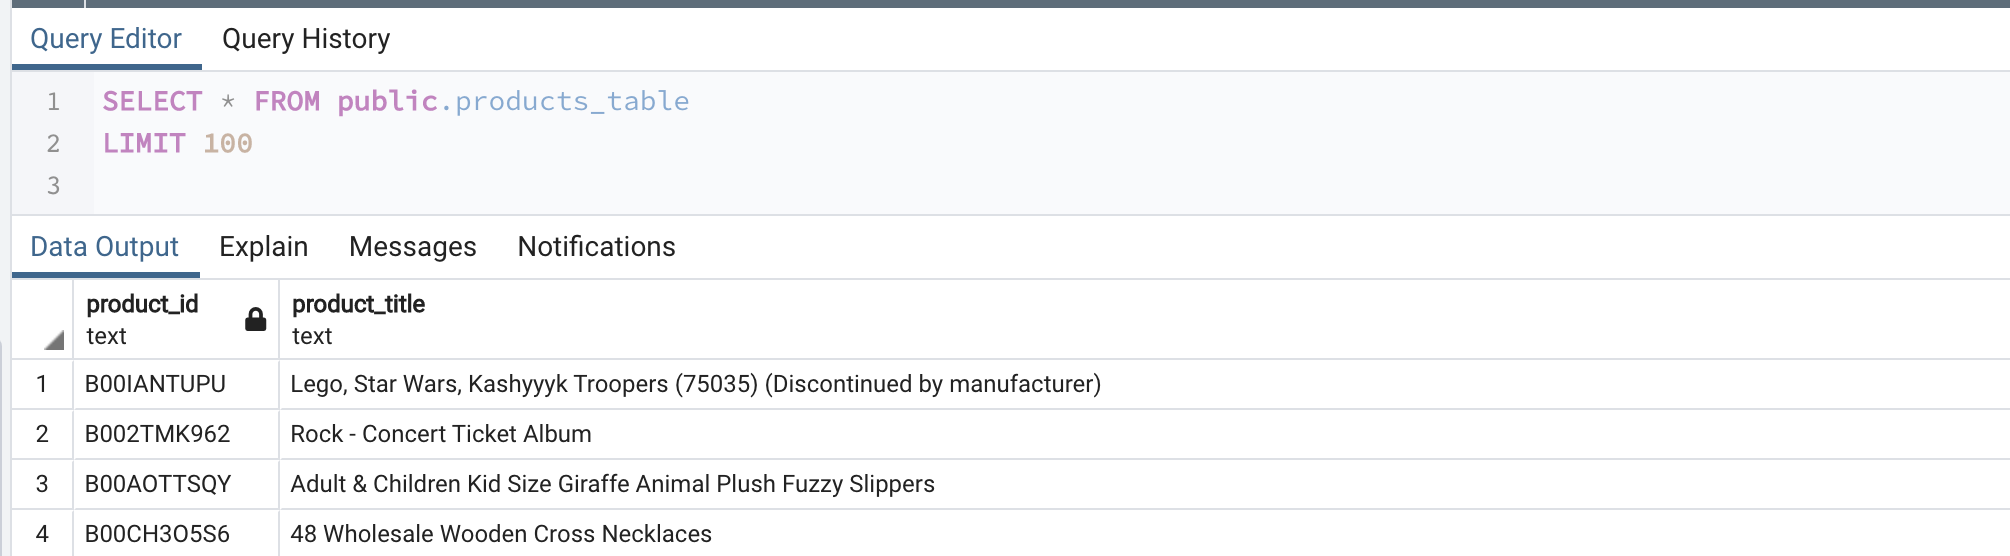 Query Editor Query History
1 SELECT * FROM public.products_table
2 LIMIT 100
3
Data Output Explain Messages Notifications
product_id product_title
text text
1 B00IANTUPU Lego, Star Wars, Kashyyyk Troopers (75035) (Discontinued by manufacturer)
2 B002TMK962 Rock - Concert Ticket Album
3 B00AOTTSQY Adult & Children Kid Size Giraffe Animal Plush Fuzzy Slippers
4 B00CH3O5S6 48 Wholesale Wooden Cross Necklaces